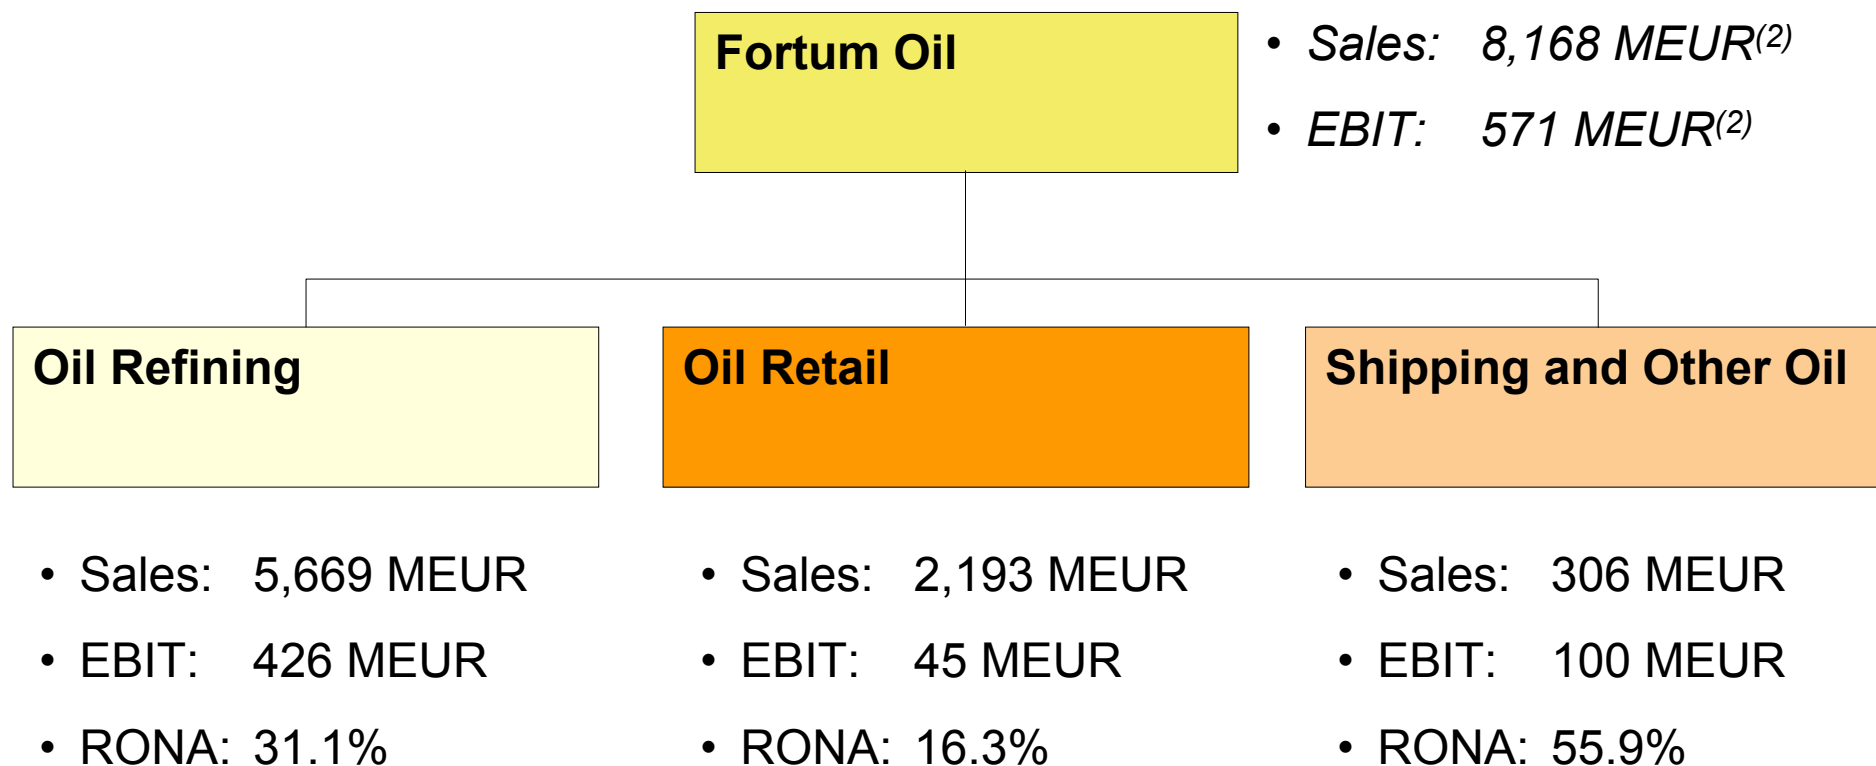 Fortum Oil
• Sales: 8,168 MEUR(2)
• EBIT: 571 MEUR(2)
Oil Refining
Oil Retail
Shipping and Other Oil
• Sales: 5,669 MEUR
• EBIT: 426 MEUR
• RONA: 31.1%
• Sales: 2,193 MEUR
• EBIT: 45 MEUR
• RONA: 16.3%
• Sales: 306 MEUR
• EBIT: 100 MEUR
• RONA: 55.9%